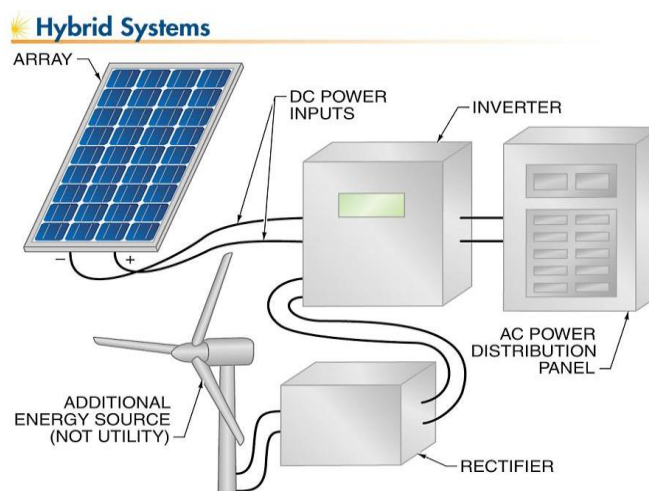 Hybrid Systems
ARRAY
DC POWER
INPUTS
INVERTER
–
+
AC POWER
DISTRIBUTION
PANEL
ADDITIONAL
ENERGY SOURCE
(NOT UTILITY)
RECTIFIER